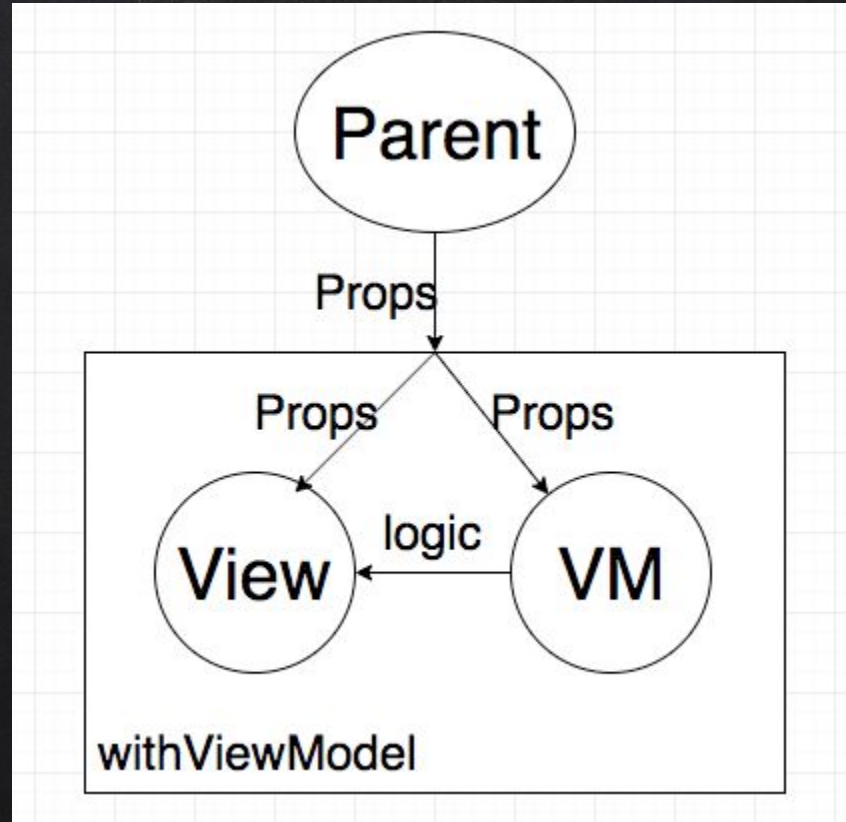 Parent
Props
Props
Props
logic
View
VM
withViewModel